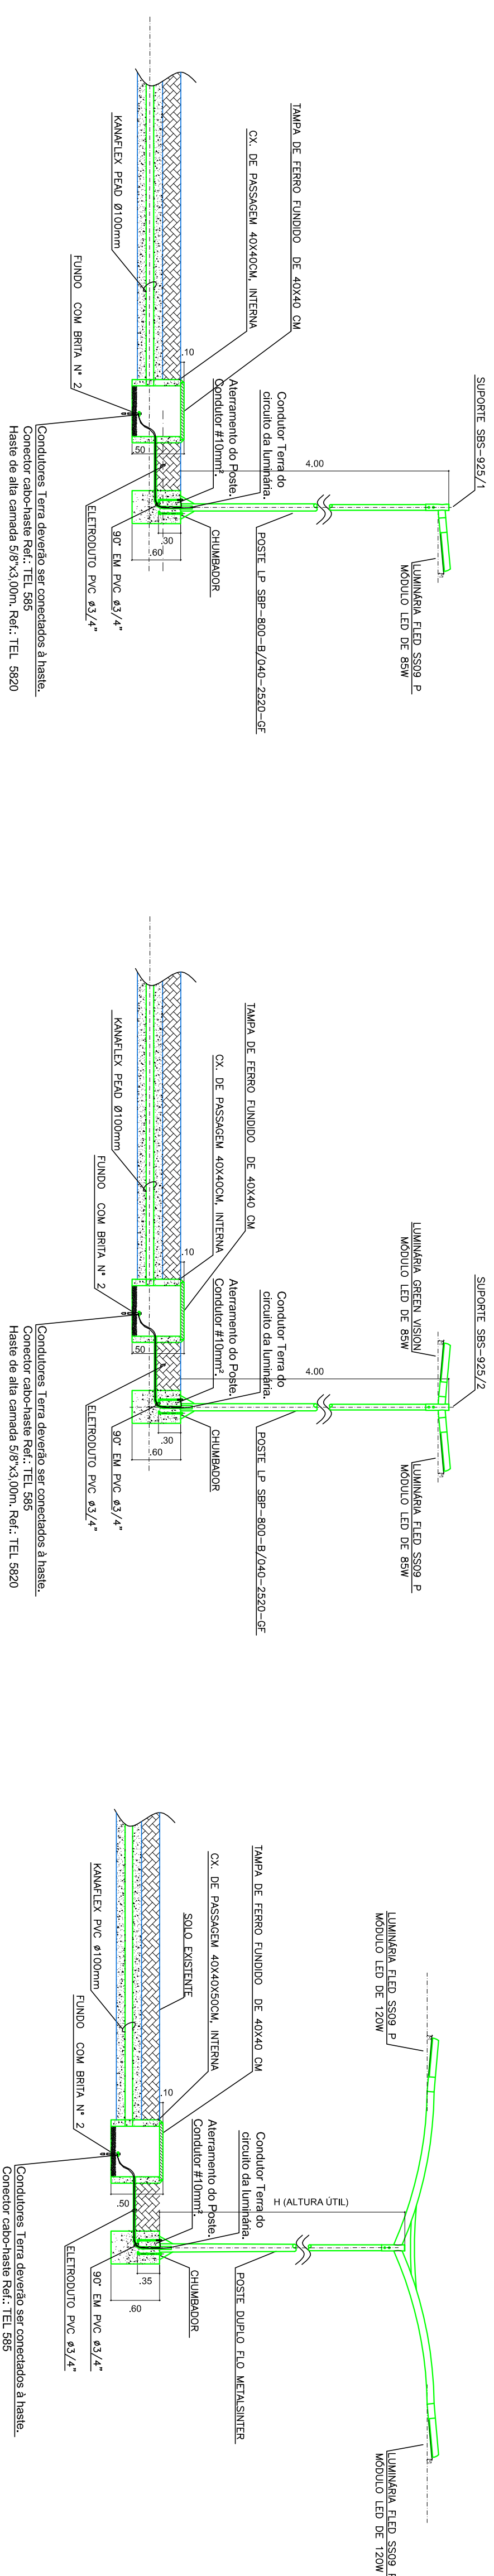 SUPORTE SBS-925/1
LUMINÁRIA FLED SS09 P
MÓDULO LED DE 85W
4.00
TAMPA DE FERRO FUNDIDO DE 40X40 CM
CX. DE PASSAGEM 40X40CM, INTERNA
KANAFLEX PEAD Ø100mm
FUNDO COM BRITA N° 2
.10
.50
Condutor Terra do
circuito da luminária.
Aterramento do Poste.
Condutor #10mm².
POSTE LP SBP-800-B/040-2520-GF
CHUMBADOR
.30
.60
90° EM PVC ø3/4"
ELETRODUTO PVC ø3/4"
Condutores Terra deverão ser conectados à haste.
Conector cabo-haste Ref.: TEL 585
Haste de alta camada 5/8"x3,00m. Ref.: TEL 5820
SUPORTE SBS-925/2
LUMINÁRIA GREEN VISION
MÓDULO LED DE 85W
LUMINÁRIA FLED SS09 P
MÓDULO LED DE 85W
4.00
TAMPA DE FERRO FUNDIDO DE 40X40 CM
CX. DE PASSAGEM 40X40CM, INTERNA
KANAFLEX PEAD Ø100mm
FUNDO COM BRITA N° 2
.10
.50
Condutor Terra do
circuito da luminária.
Aterramento do Poste.
Condutor #10mm².
POSTE LP SBP-800-B/040-2520-GF
CHUMBADOR
.30
.60
90° EM PVC ø3/4"
ELETRODUTO PVC ø3/4"
Condutores Terra deverão ser conectados à haste.
Conector cabo-haste Ref.: TEL 585
Haste de alta camada 5/8"x3,00m. Ref.: TEL 5820
LUMINÁRIA FLED SS09 P
MÓDULO LED DE 120W
LUMINÁRIA FLED SS09 P
MÓDULO LED DE 120W
H (ALTURA ÚTIL)
TAMPA DE FERRO FUNDIDO DE 40X40 CM
CX. DE PASSAGEM 40X40X50CM, INTERNA
SOLO EXISTENTE
KANAFLEX PVC ø100mm
FUNDO COM BRITA N° 2
.10
.50
Condutor Terra do
circuito da luminária.
Aterramento do Poste.
Condutor #10mm².
POSTE DUPLO FLO METALSINTER
CHUMBADOR
.35
.60
90° EM PVC ø3/4"
ELETRODUTO PVC ø3/4"
Condutores Terra deverão ser conectados à haste.
Conector cabo-haste Ref.: TEL 585